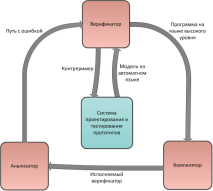 Верификатор
Путь с ошибкой
Программа на
языке высокого
уровня
Контрпример
Модель на
автоматном
языке
Система
проектирования и
тестирования
прототипов
Анализатор
Компилятор
Исполняемый
верификатор